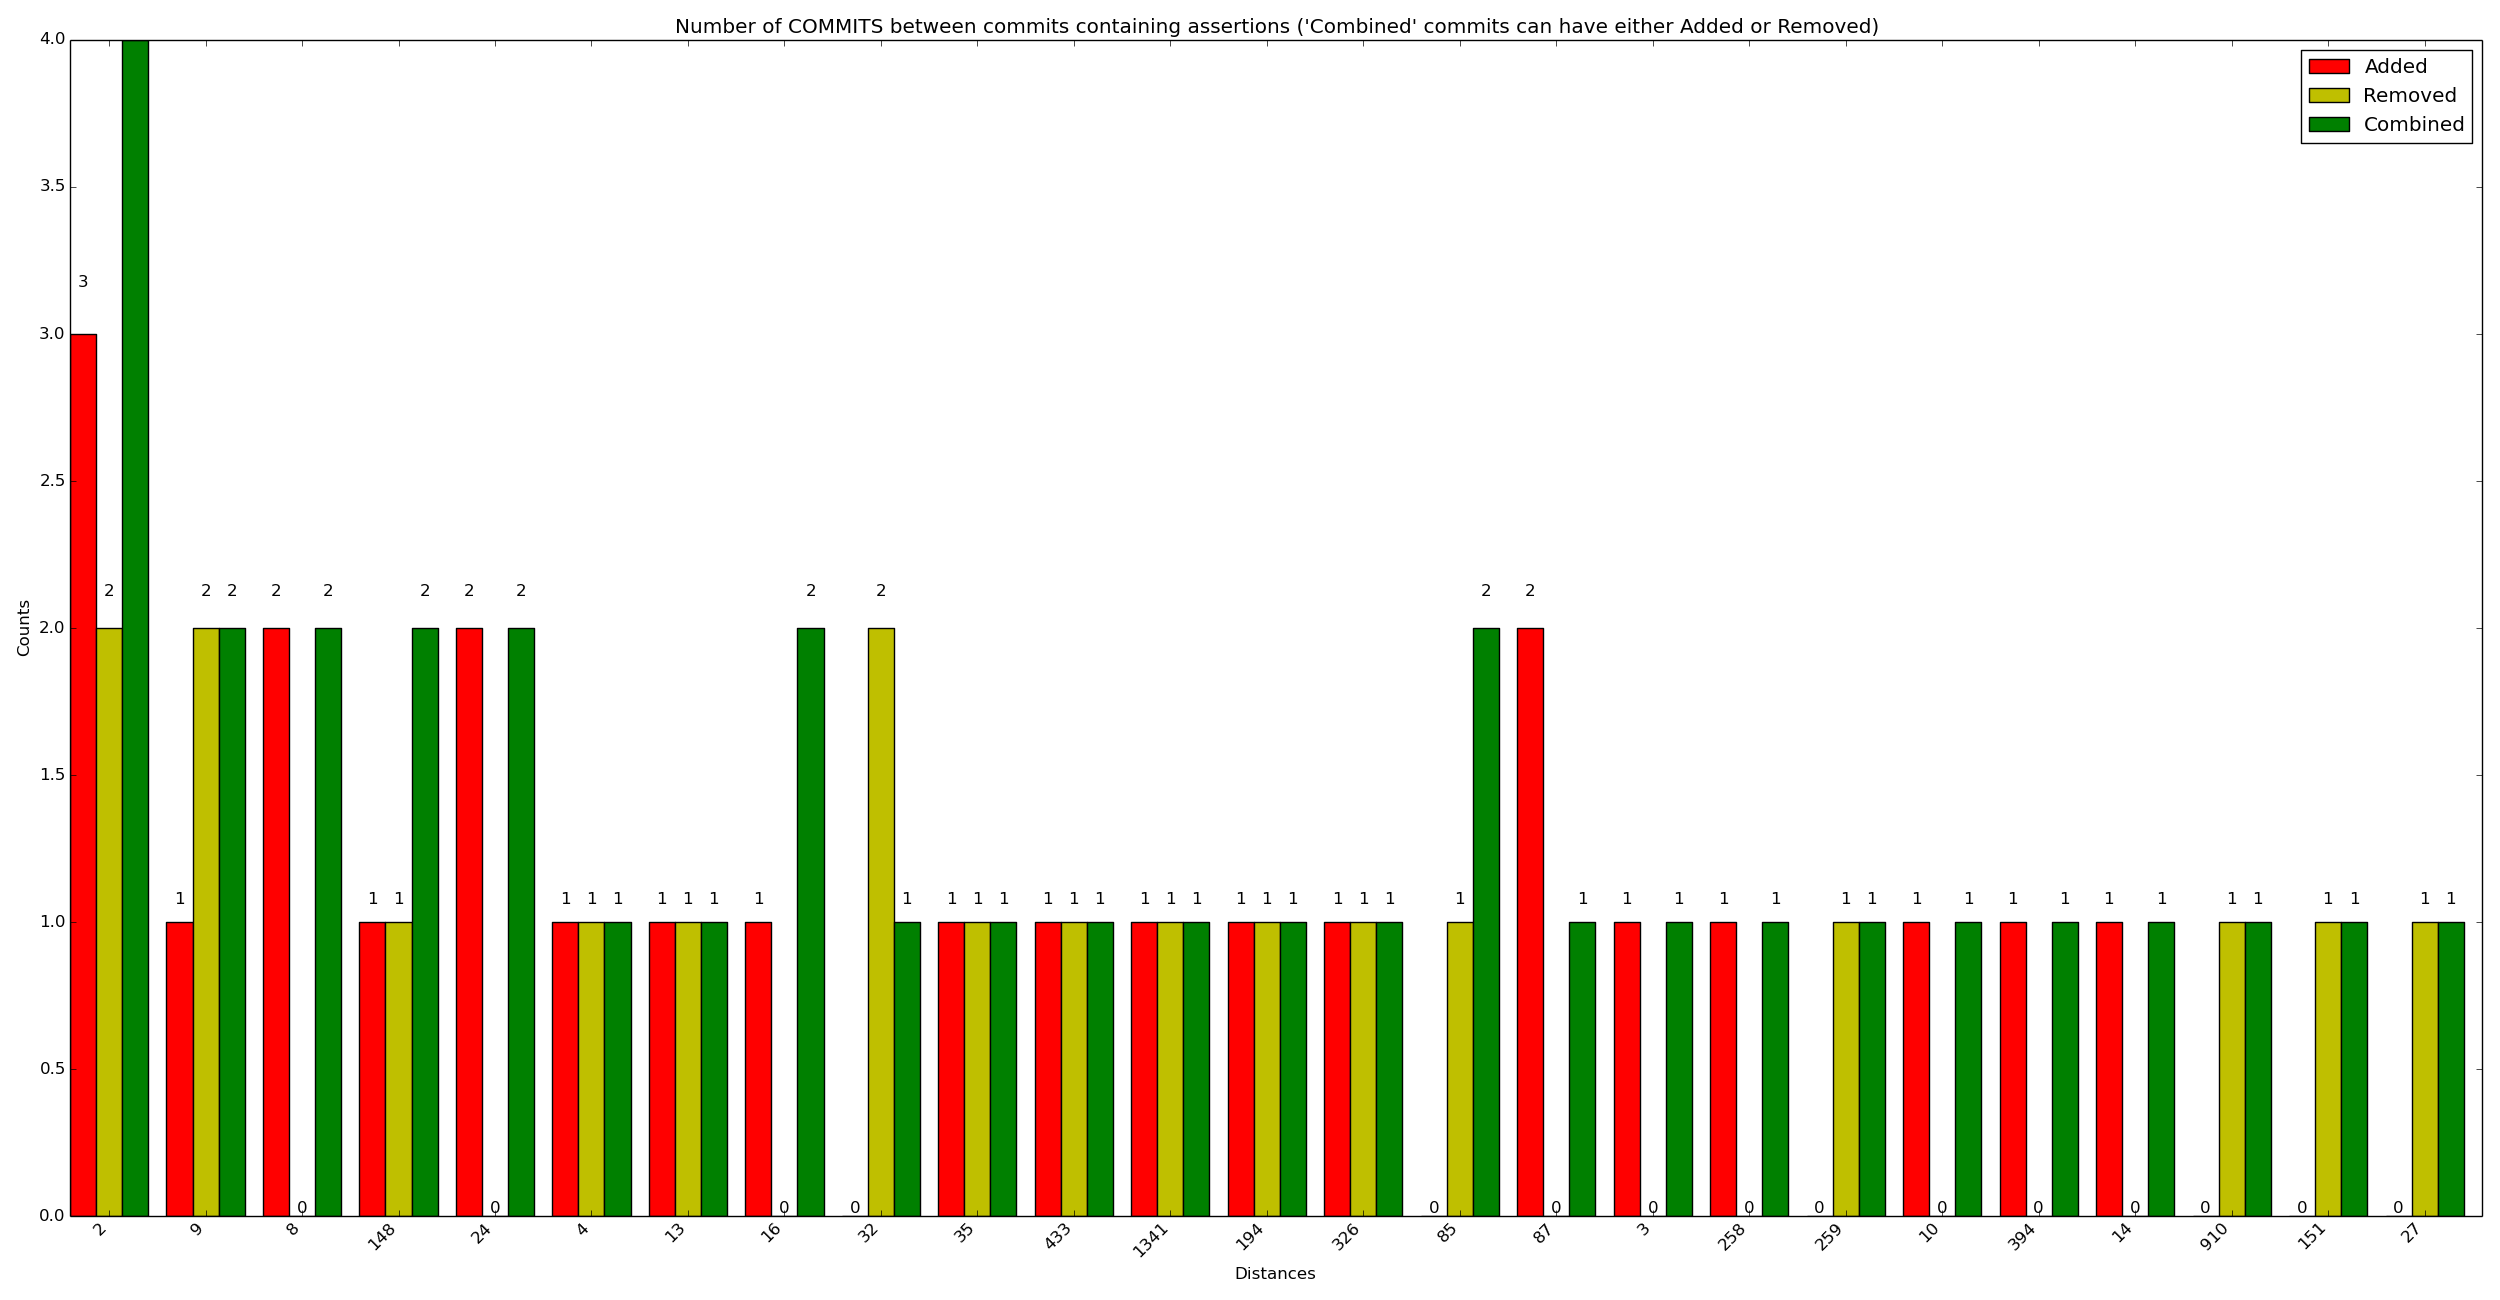 Number of COMMITS between commits containing assertions ('Combined' commits can have either Added or Removed)
4.0
3.5
3.0
2.5
2.0
1.5
1.0
0.5
0.0
Counts
Added
Removed
Combined
3
2 2 2 2 2 2 2 2 2 2 2 2
1 1 1 1 1 1 1 1 1 1 1 1 1 1 1 1 1 1 1 1 1 1 1 1 1 1 1 1 1 1 1 1 1 1 1 1 1 1 1 1 1 1 1 1 1 1 1
0 0 0 0 0 0 0 0 0 0 0 0 0 0
2 9 8 148 24 4 13 16 32 35 433 1341 194 326 85 87 3 258 259 10 394 14 910 151 27
Distances